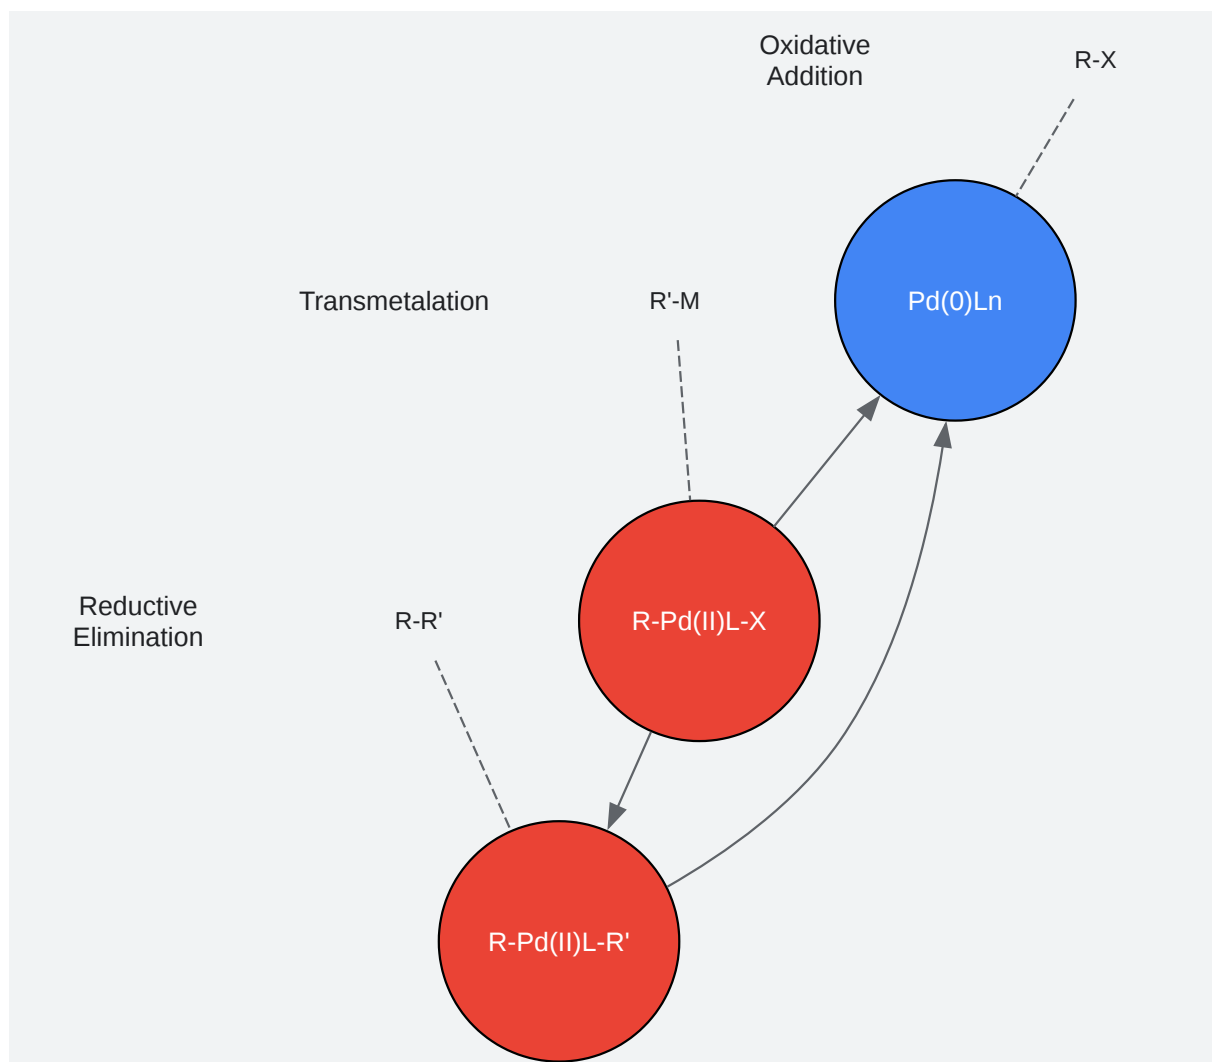 Oxidative
Addition
R-X
Transmetalation
R'-M
Pd(0)Ln
Reductive
Elimination
R-R'
R-Pd(II)L-X
R-Pd(II)L-R'